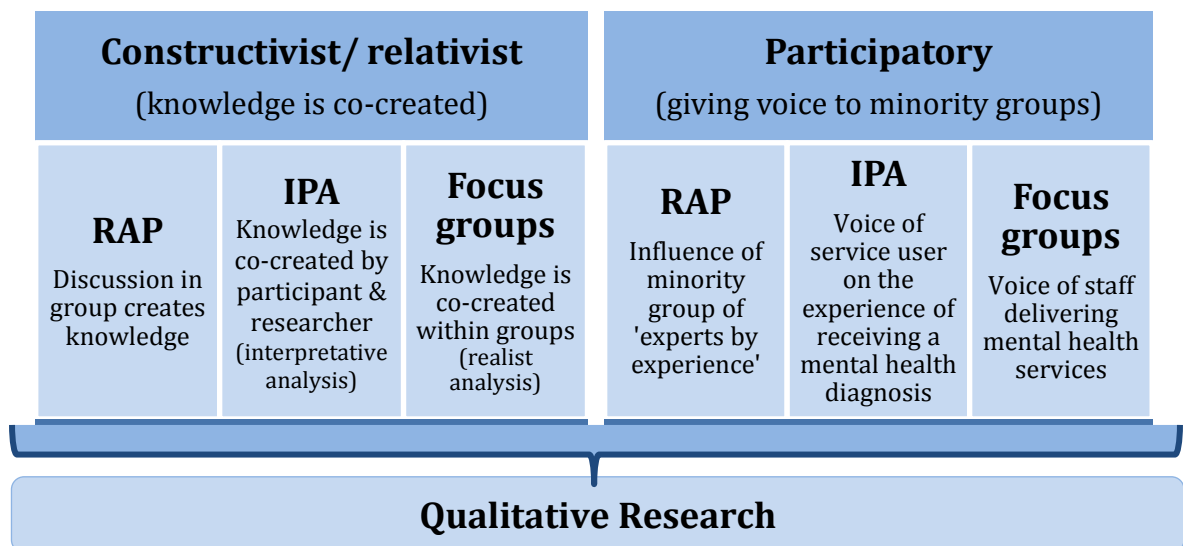 Constructivist/ relativist
(knowledge is co-created)
RAP
Discussion in
group creates
knowledge
IPA
Knowledge is
co-created by
participant &
researcher
(interpretative
analysis)
Focus
groups
Knowledge is
co-created
within groups
(realist
analysis)
Participatory
(giving voice to minority groups)
RAP
Influence of
minority
group of
'experts by
experience'
IPA
Voice of
service user
on the
experience of
receiving a
mental health
diagnosis
Focus
groups
Voice of staff
delivering
mental health
services
Qualitative Research